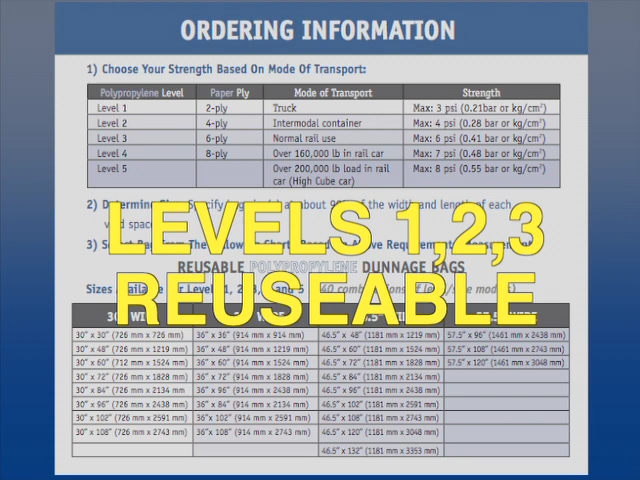 ORDERING INFORMATION
1) Choose Your Strength Based On Mode Of Transport:
Polypropylene Level Paper Ply Mode of Transport Strength
Level 1 2-ply Truck Max: 3 psi (0.21bar or kg/cm²)
Level 2 4-ply Intermodal container Max: 4 psi (0.28 bar or kg/cm²)
Level 3 6-ply Normal rail use Max: 6 psi (0.41 bar or kg/cm²)
Level 4 8-ply Over 160,000 lb in rail car Max: 7 psi (0.48 bar or kg/cm²)
Level 5 Over 200,000 lb load in rail Max: 8 psi (0.55 bar or kg/cm²)
car (High Cube car)
2) of the width and length of each
void
LEVELS 1,2,3
3)
REUSABLE POLYPROPYLENE DUNNAGE BAGS
REUSEABLE
Sizes
30" x 30" (726 mm x 726 mm) 36" x 36" (914 mm x 914 mm) 46.5" x 48" (1181 mm x 1219 mm) 57.5" x 96" (1461 mm x 2438 mm)
30" x 48" (726 mm x 1219 mm) 36" x 48" (914 mm x 1219 mm) 46.5" x 60" (1181 mm x 1524 mm) 57.5" x 108" (1461 mm x 2743 mm)
30" x 60" (712 mm x 1524 mm) 36" x 60" (914 mm x 1524 mm) 46.5" x 72" (1181 mm x 1828 mm) 57.5" x 120" (1461 mm x 3048 mm)
30" x 72" (726 mm x 1828 mm) 36" x 72" (914 mm x 1828 mm) 46.5" x 84" (1181 mm x 2134 mm)
30" x 84" (726 mm x 2134 mm 36" x 96" (914 mm x 2438 mm) 46.5" x 96" (1181 mm x 2438 mm)
30" x 96" (726 mm x 2438 mm) 36" x 84" (914 mm x 2134 mm) 46.5" x 102" (1181 mm x 2591 mm)
30" x 102" (726 mm x 2591 mm) 36"x 102" (914 mm x 2591 mm) 46.5" x 108" (1181 mm x 2743 mm)
30" x 108" (726 mm x 2743 mm) 36"x 108" (914 mm x 2743 mm) 46.5" x 120" (1181 mm x 3048 mm)
46.5" x 132" (1181 mm x 3353 mm)